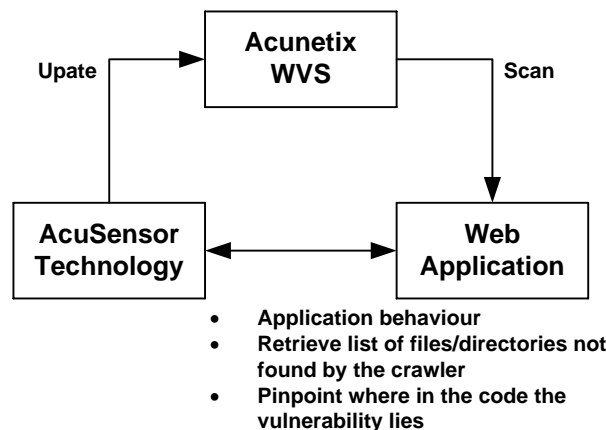 Acunetix
WVS
Upate
Scan
AcuSensor
Technology
Web
Application
• Application behaviour
• Retrieve list of files/directories not
found by the crawler
• Pinpoint where in the code the
vulnerability lies